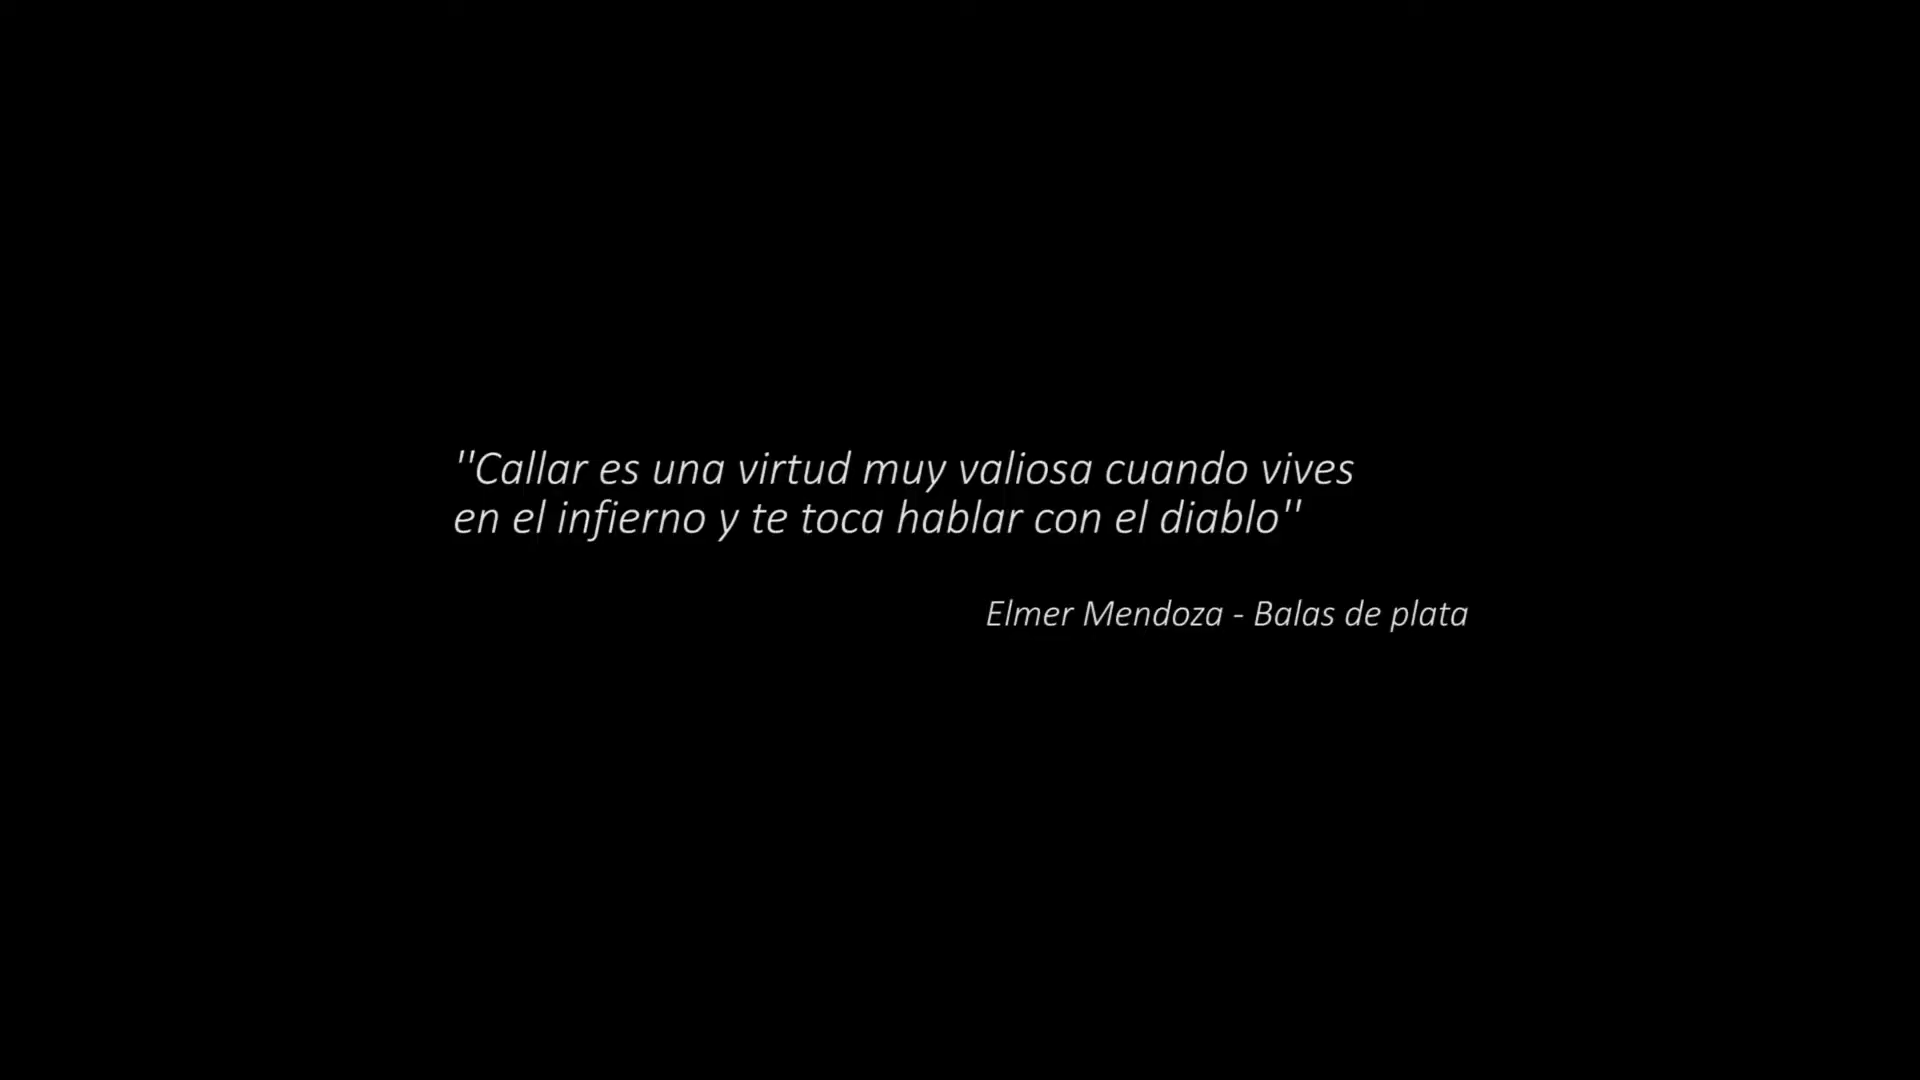 "Callar es una virtud muy valiosa cuando vives
en el infierno y te toca hablar con el diablo"
Elmer Mendoza - Balas de plata